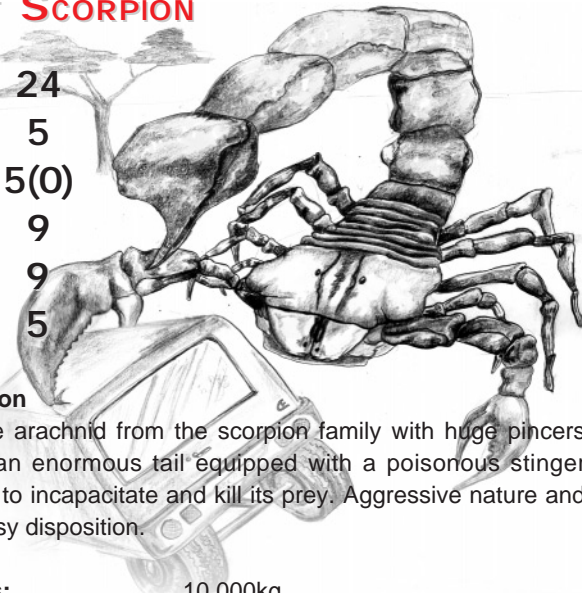 SCORPION
24
5
5(0)
9
9
5
on
e arachnid from the scorpion family with huge pincers
an enormous tail equipped with a poisonous stinger
to incapacitate and kill its prey. Aggressive nature and
sy disposition.
s: 10 000kg